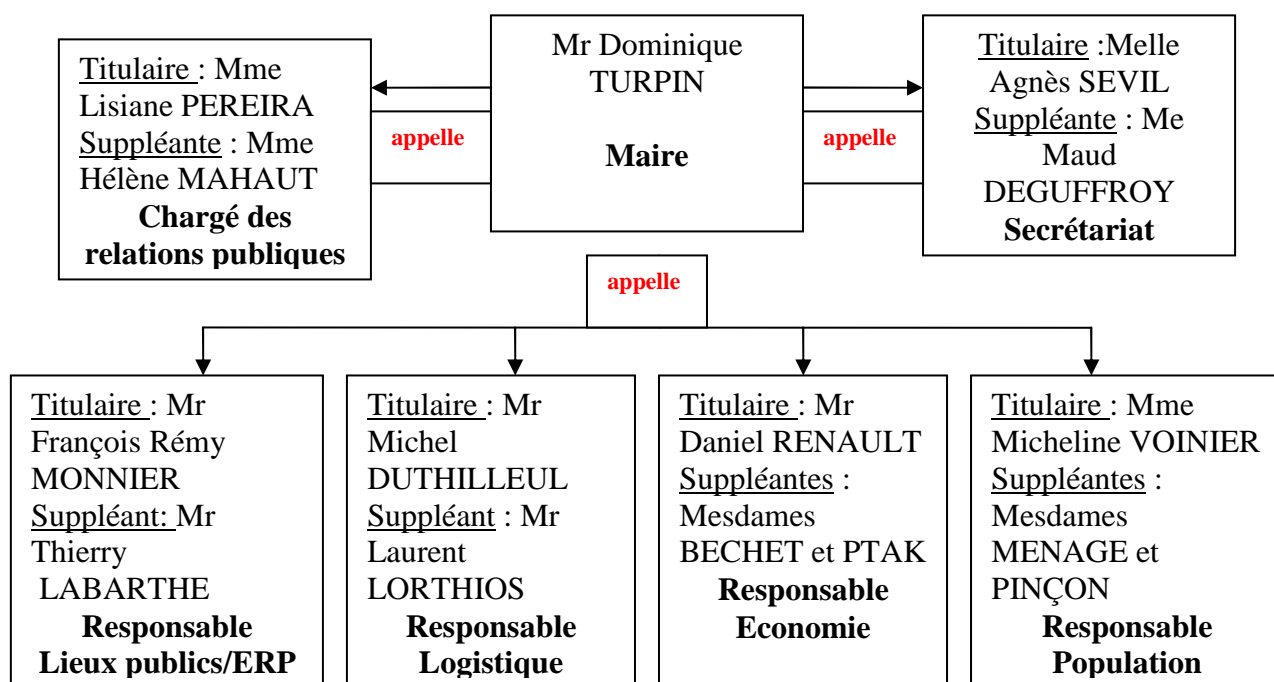 Titulaire : Mme
Lisiane PEREIRA
Suppléante : Mme
Hélène MAHAUT
Chargé des
relations publiques
appelle
Mr Dominique
TURPIN
Maire
appelle
Titulaire :Melle
Agnès SEVIL
Suppléante : Me
Maud
DEGUFFROY
Secrétariat
appelle
Titulaire : Mr
François Rémy
MONNIER
Suppléant: Mr
Thierry
LABARTHE
Responsable
Lieux publics/ERP
Titulaire : Mr
Michel
DUTHILLEUL
Suppléant : Mr
Laurent
LORTHIOS
Responsable
Logistique
Titulaire : Mr
Daniel RENAULT
Suppléantes :
Mesdames
BECHET et PTAK
Responsable
Economie
Titulaire : Mme
Micheline VOINIER
Suppléantes :
Mesdames
MENAGE et
PINÇON
Responsable
Population